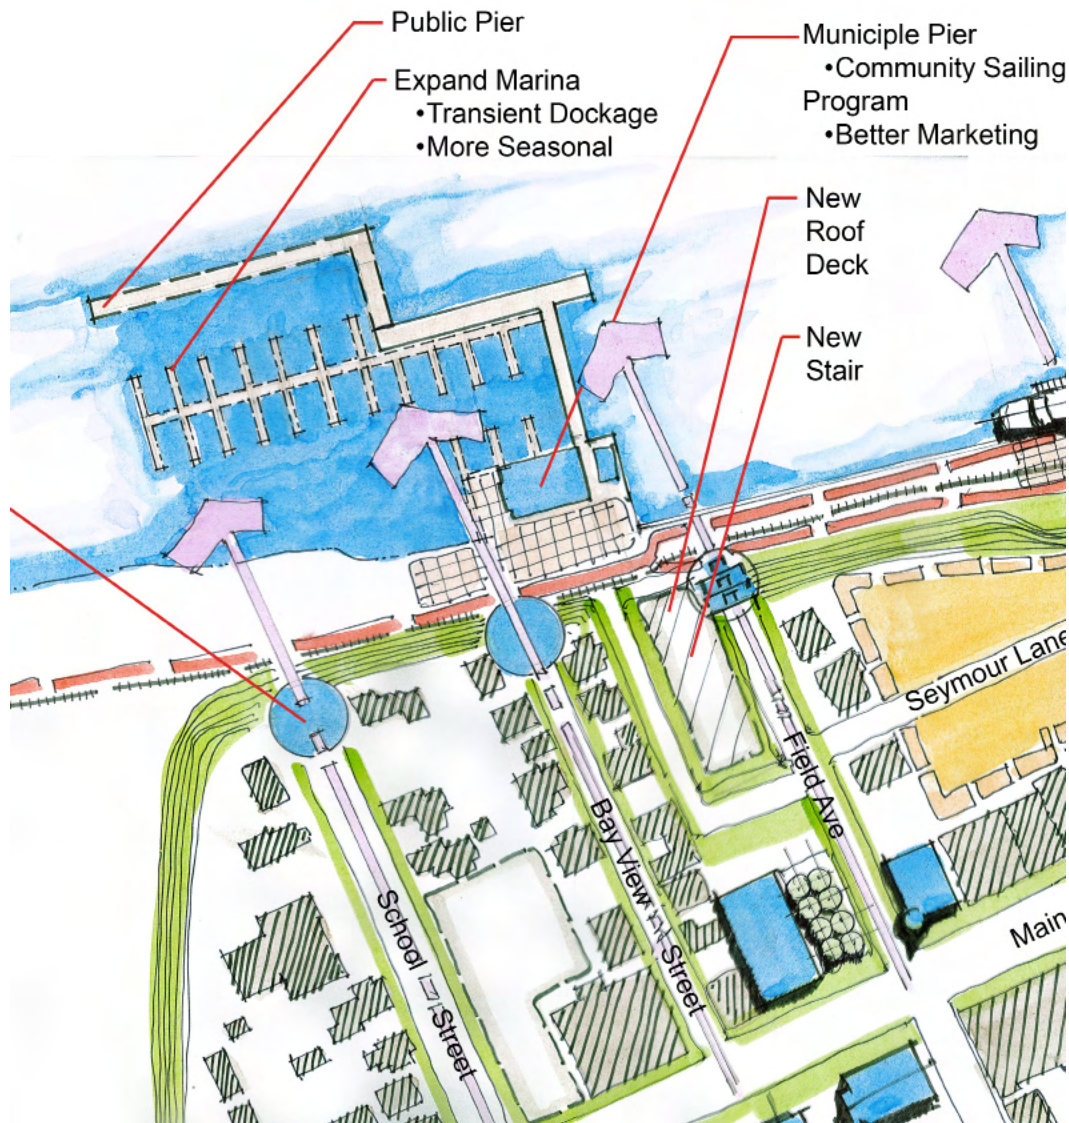 Public Pier
Expand Marina
•Transient Dockage
•More Seasonal
Municiple Pier
•Community Sailing
Program
•Better Marketing
New
Roof
Deck
New
Stair
Seymour Lane
Field Ave
Bay View Street
School Street
Main